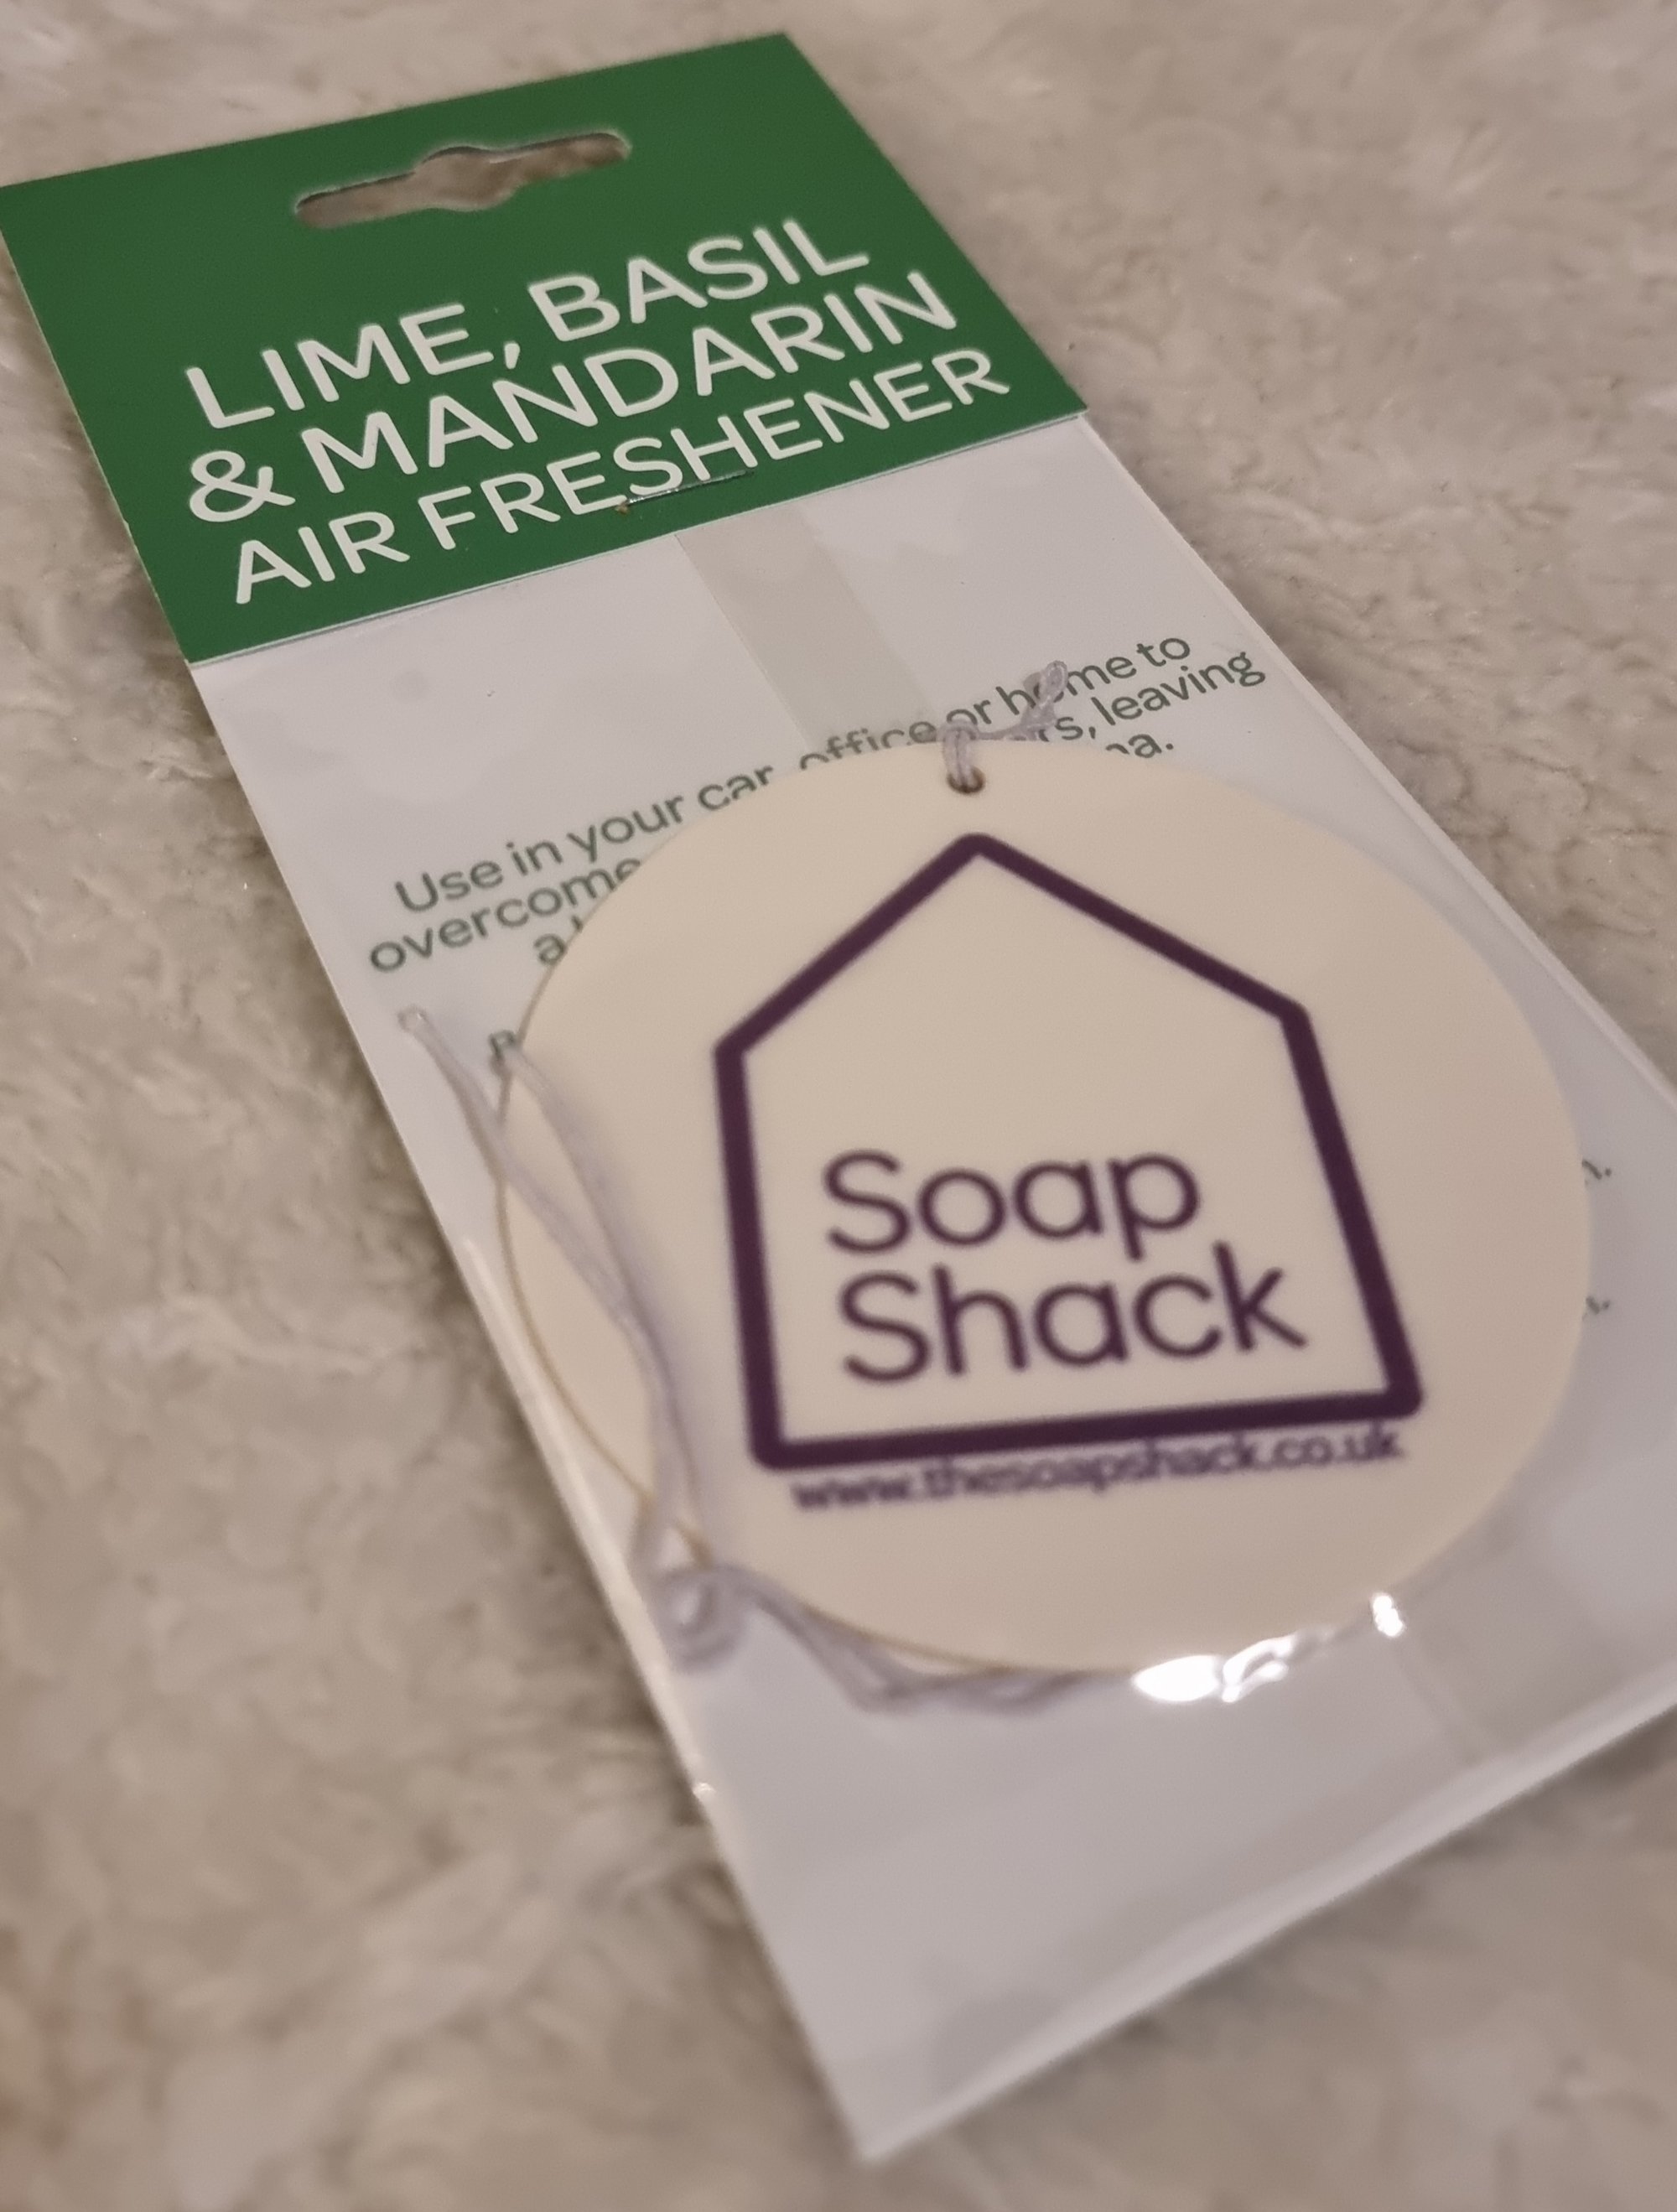 LIME, BASIL
& MANDARIN
AIR FRESHENER
Use in your car, office or home to
overcome leaving
Soap
Shack
www.thesoapshack.co.uk